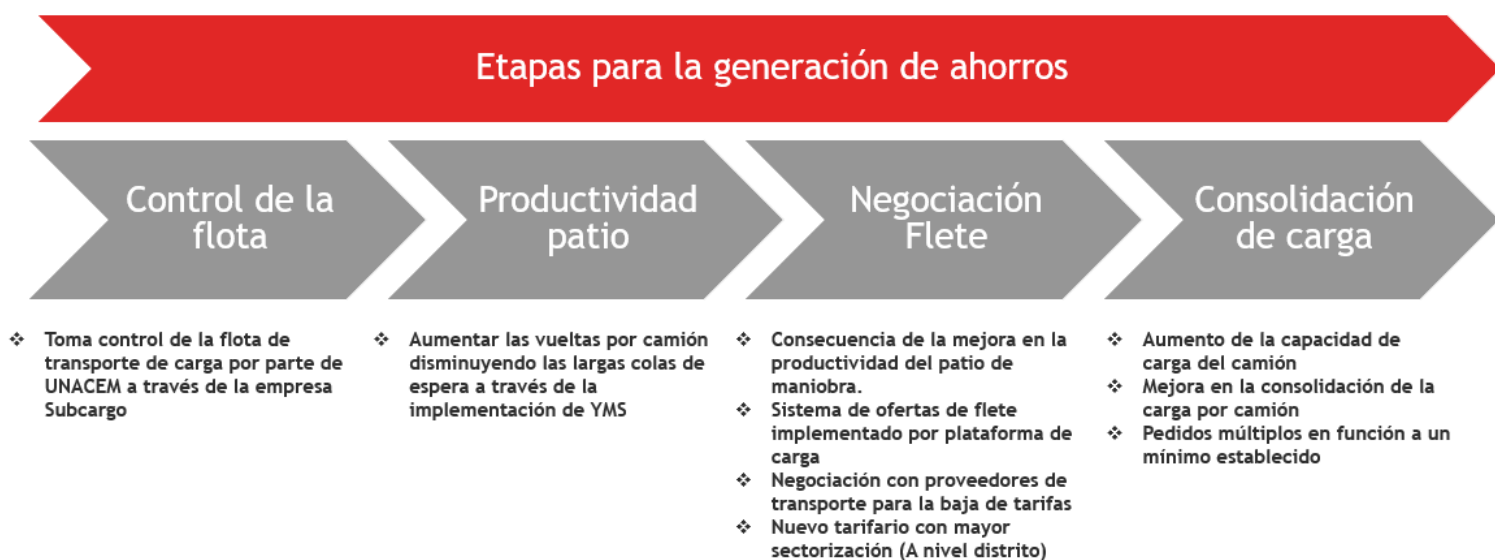 Etapas para la generación de ahorros
Control de la
flota
Productividad
patio
Negociación
Flete
Consolidación
de carga
❖ Toma control de la flota de
transporte de carga por parte de
UNACEM a través de la empresa
Subcargo
❖ Aumentar las vueltas por camión
disminuyendo las largas colas de
espera a través de la
implementación de YMS
❖ Consecuencia de la mejora en la
productividad del patio de
maniobra.
❖ Sistema de ofertas de flete
implementado por plataforma de
carga
❖ Negociación con proveedores de
transporte para la baja de tarifas
❖ Nuevo tarifario con mayor
sectorización (A nivel distrito)
❖ Aumento de la capacidad de
carga del camión
❖ Mejora en la consolidación de la
carga por camión
❖ Pedidos múltiplos en función a un
mínimo establecido